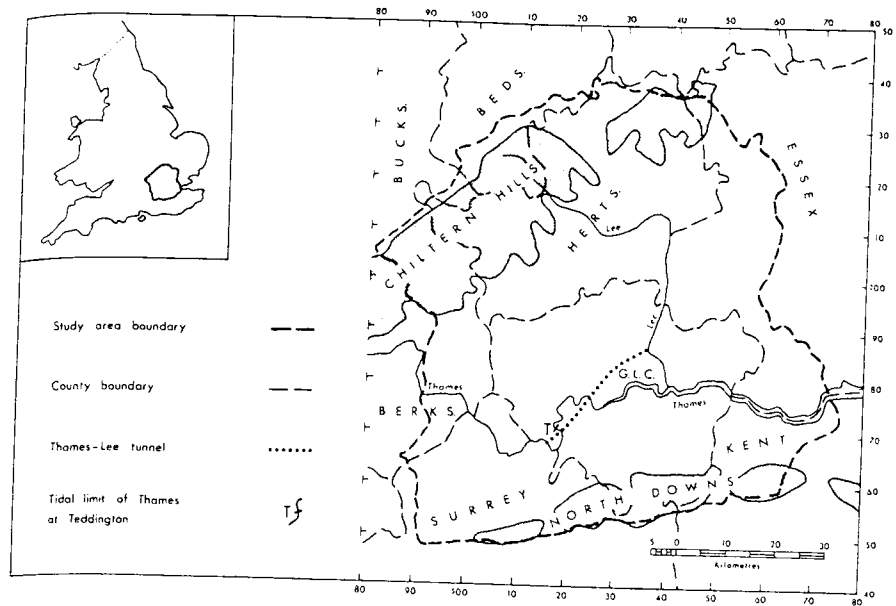 80 90 500 10 20 30 40 50 60 70 80
50
40
30
20
10
200
90
80
70
60
50
40
BUCKS.
BEDS.
ESSEX
CHILTERN HILLS
HERTS.
Lee
Lee
G.L.C.
Thames
Thames
BERKS.
T
KENT
SURREY
NORTH DOWNS
Study area boundary
County boundary
Thames-Lee tunnel
Tidal limit of Thames
at Teddington
T
5 0 10 20 30
Kilometres
80 90 500 10 20 30 40 50 60 70 80